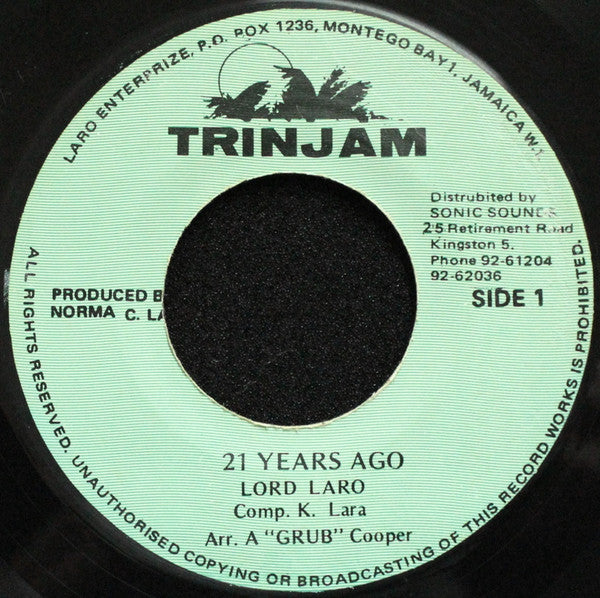 LARO ENTERPRIZE, P.O. BOX 1236, MONTEGO BAY 1, JAMAICA W.I.
TRINJAM
Distrubited by
SONIC SOUNDS
25 Retirement Road
Kingston 5.
Phone 92-61204
92-62036
SIDE 1
PRODUCED B
NORMA C. LA
21 YEARS AGO
LORD LARO
Comp. K. Lara
Arr. A "GRUB" Cooper
ALL RIGHTS RESERVED. UNAUTHORISED COPYING OR BROADCASTING OF THIS RECORD WORKS IS PROHIBITED.